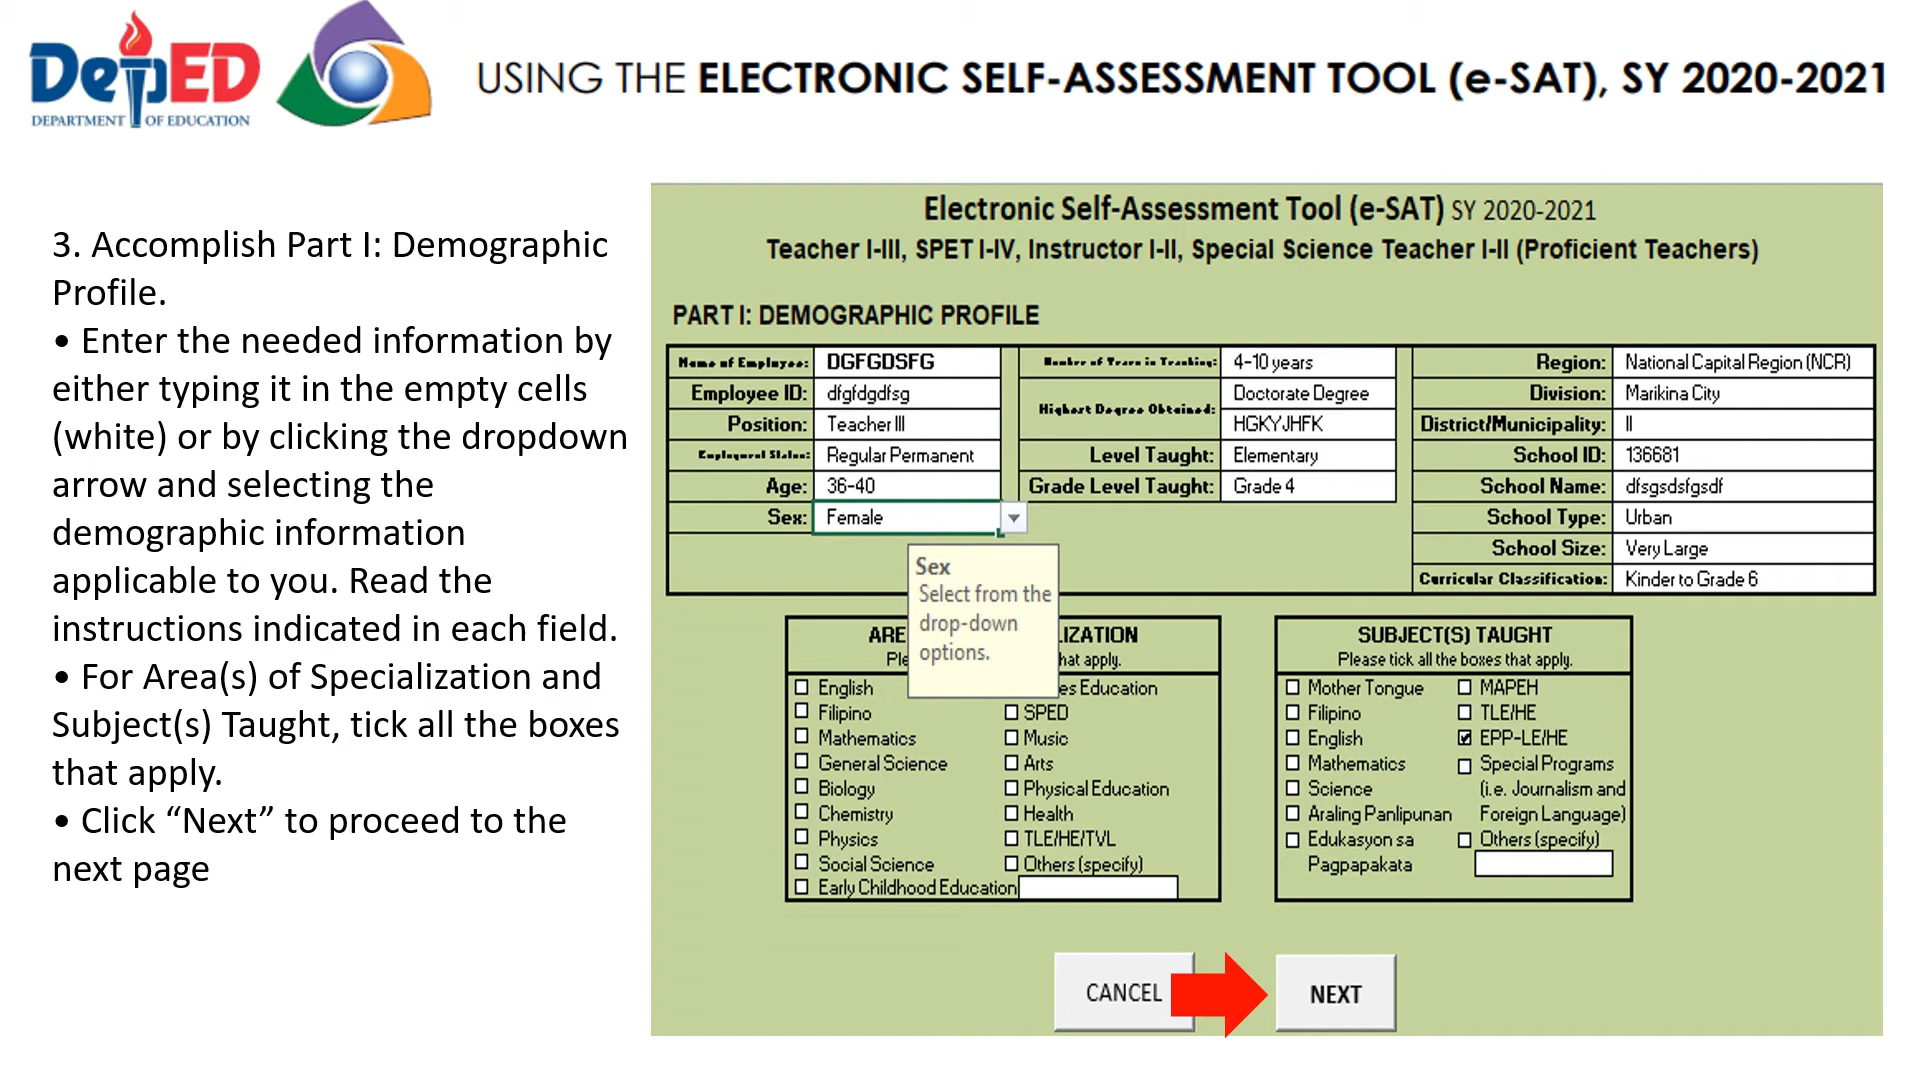 DepED
DEPARTMENT OF EDUCATION
USING THE ELECTRONIC SELF-ASSESSMENT TOOL (e-SAT), SY 2020-2021
3. Accomplish Part I: Demographic
Profile.
• Enter the needed information by
either typing it in the empty cells
(white) or by clicking the dropdown
arrow and selecting the
demographic information
applicable to you. Read the
instructions indicated in each field.
• For Area(s) of Specialization and
Subject(s) Taught, tick all the boxes
that apply.
• Click “Next” to proceed to the
next page
Electronic Self-Assessment Tool (e-SAT) SY 2020-2021
Teacher I-III, SPET I-IV, Instructor I-II, Special Science Teacher I-II (Proficient Teachers)
PART I: DEMOGRAPHIC PROFILE
Name of Employee: DGFGDSFG
Employee ID: dfgfdgdfsg
Position: Teacher III
Employment Status: Regular Permanent
Age: 36-40
Sex: Female
Number of Years in Teaching: 4-10 years
Highest Degree Obtained: Doctorate Degree
HGKYJHFK
Level Taught: Elementary
Grade Level Taught: Grade 4
Region: National Capital Region (NCR)
Division: Marikina City
District/Municipality: II
School ID: 136681
School Name: dfsgsdsfgsdf
School Type: Urban
School Size: Very Large
Curricular Classification: Kinder to Grade 6
Sex
Select from the
drop-down
options.
ARE
IZATION
Ple
hat apply.
English
Filipino
Mathematics
General Science
Biology
Chemistry
Physics
Social Science
Early Childhood Education
es Education
SPED
Music
Arts
Physical Education
Health
TLE/HE/TVL
Others (specify)
SUBJECT(S) TAUGHT
Please tick all the boxes that apply.
Mother Tongue
Filipino
English
Mathematics
Science
Araling Panlipunan
Edukasyon sa
Pagpapakata
MAPEH
TLE/HE
EPP-LE/HE
Special Programs
(i.e. Journalism and
Foreign Language)
Others (specify)
CANCEL
NEXT